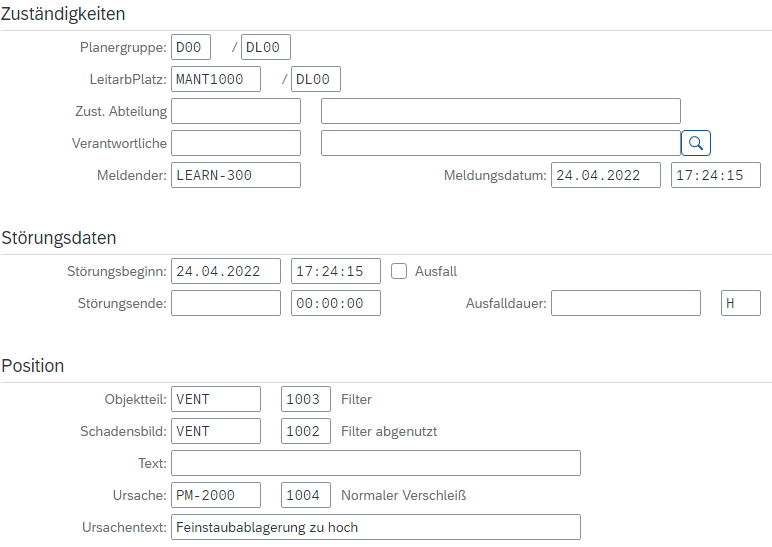 Zuständigkeiten
Planergruppe: D00 / DL00
LeitarbPlatz: MANT1000 / DL00
Zust. Abteilung
Verantwortliche
Meldender: LEARN-300 Meldungsdatum: 24.04.2022 17:24:15
Störungsdaten
Störungsbeginn: 24.04.2022 17:24:15 Ausfall
Störungsende: 00:00:00 Ausfalldauer: H
Position
Objektteil: VENT 1003 Filter
Schadensbild: VENT 1002 Filter abgenutzt
Text:
Ursache: PM-2000 1004 Normaler Verschleiß
Ursachentext: Feinstaubablagerung zu hoch